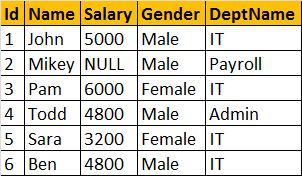 Id Name Salary Gender DeptName
1 John 5000 Male IT
2 Mikey NULL Male Payroll
3 Pam 6000 Female IT
4 Todd 4800 Male Admin
5 Sara 3200 Female IT
6 Ben 4800 Male IT